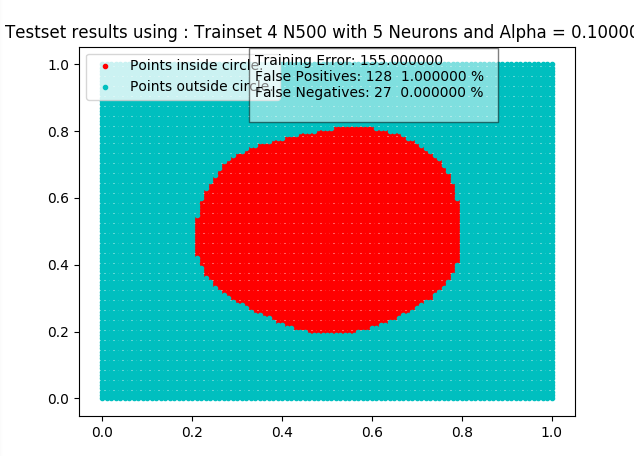 Testset results using : Trainset 4 N500 with 5 Neurons and Alpha = 0.10000
Points inside circle.
Points outside circle.
Training Error: 155.000000
False Positives: 128  1.000000 %
False Negatives: 27  0.000000 %
1.0
0.8
0.6
0.4
0.2
0.0
0.0 0.2 0.4 0.6 0.8 1.0